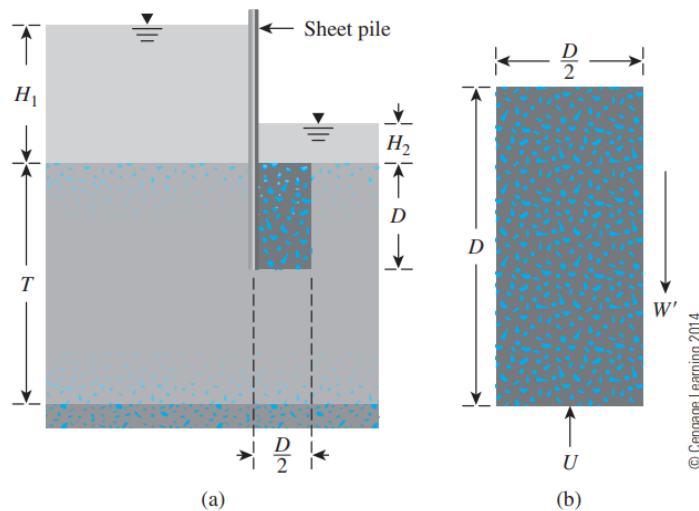 Sheet pile
H₁
H₂
D
T
D/2
(a)
D/2
D
W′
U
(b)
© Cengage Learning 2014